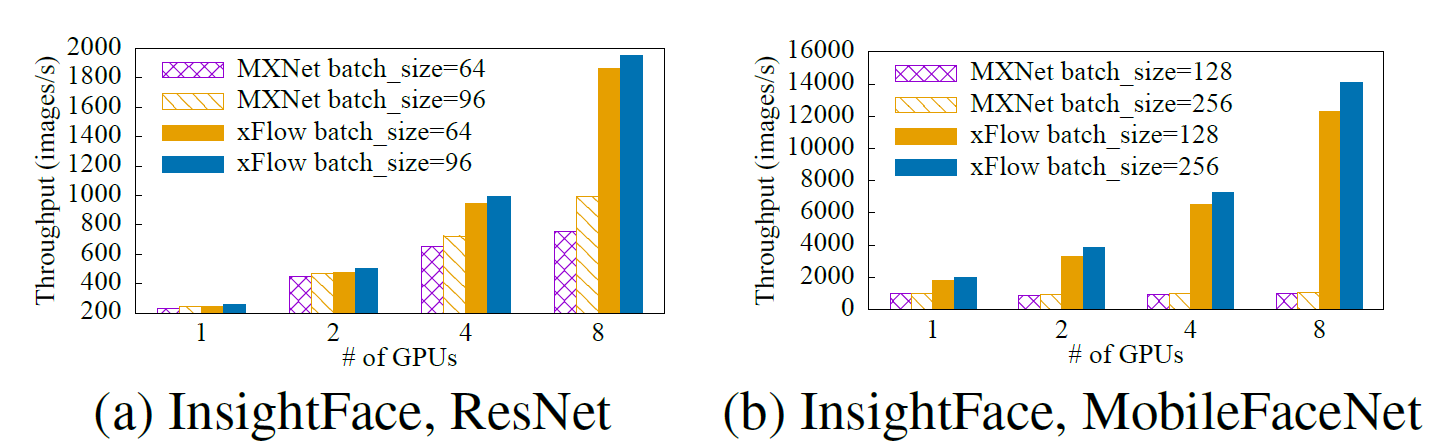 Throughput (images/s)
2000
1800
1600
1400
1200
1000
800
600
400
200
MXNet batch_size=64
MXNet batch_size=96
xFlow batch_size=64
xFlow batch_size=96
1 2 4 8
# of GPUs
(a) InsightFace, ResNet
Throughput (images/s)
16000
14000
12000
10000
8000
6000
4000
2000
0
MXNet batch_size=128
MXNet batch_size=256
xFlow batch_size=128
xFlow batch_size=256
1 2 4 8
# of GPUs
(b) InsightFace, MobileFaceNet